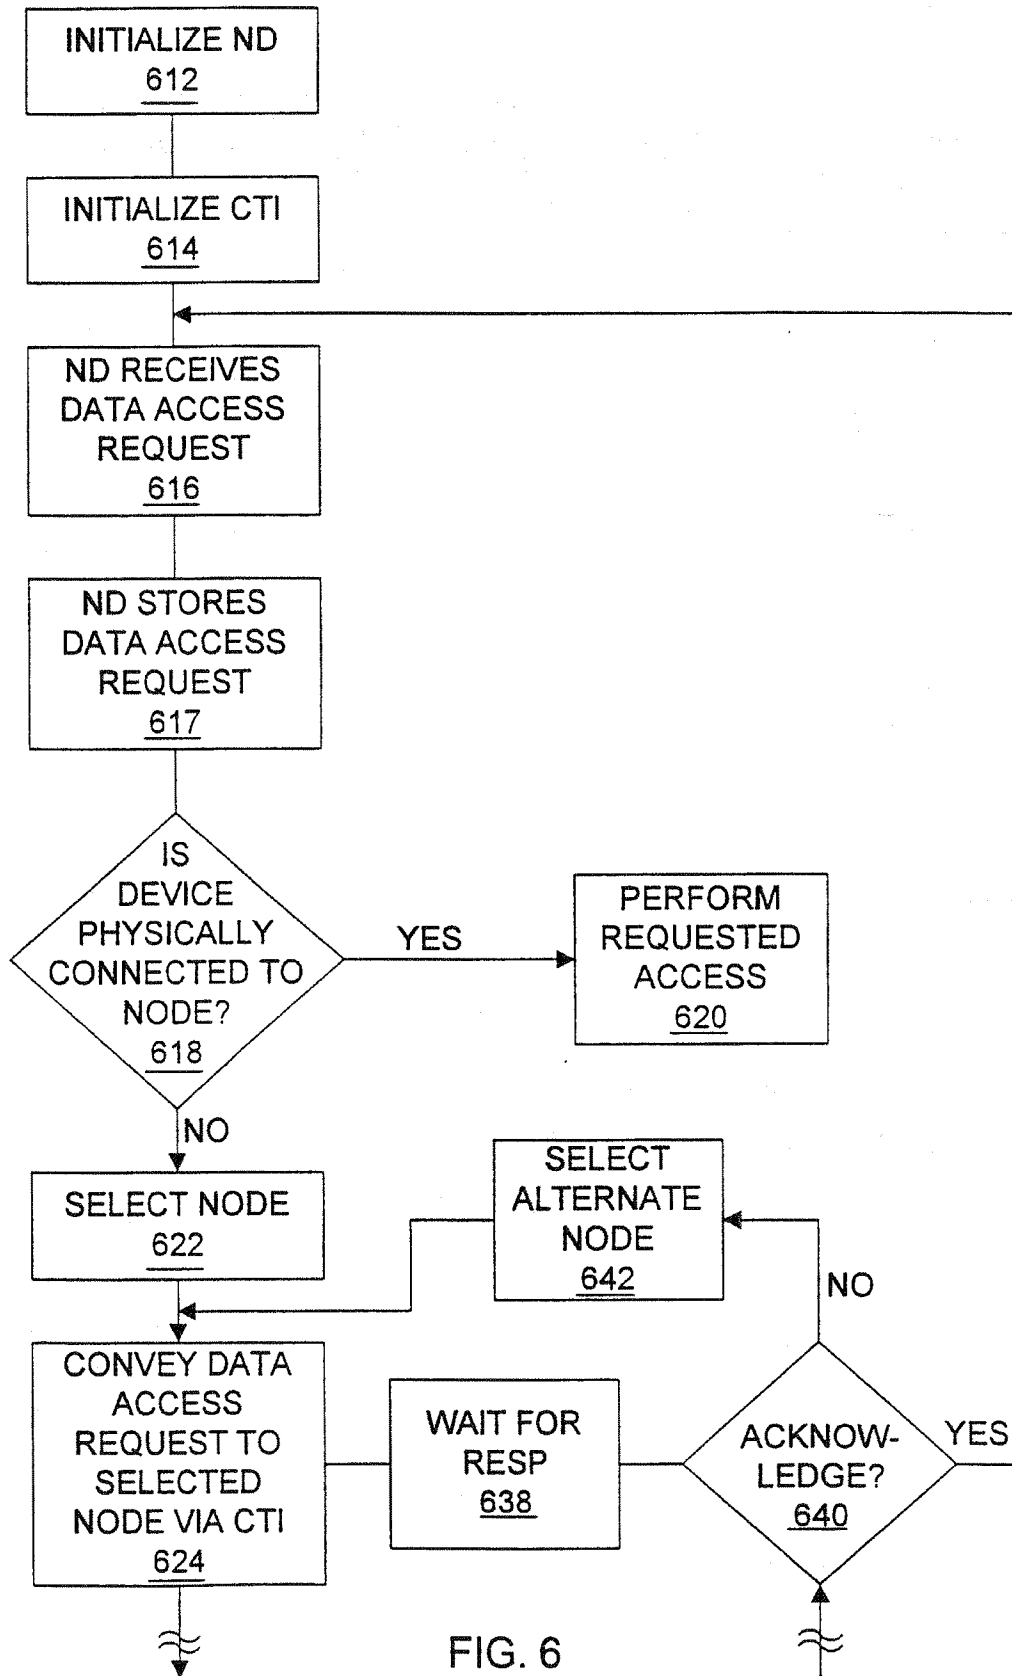 INITIALIZE ND
612
INITIALIZE CTI
614
ND RECEIVES
DATA ACCESS
REQUEST
616
ND STORES
DATA ACCESS
REQUEST
617
IS
DEVICE
PHYSICALLY
CONNECTED TO
NODE?
618
YES
PERFORM
REQUESTED
ACCESS
620
NO
SELECT NODE
622
SELECT
ALTERNATE
NODE
642
NO
CONVEY DATA
ACCESS
REQUEST TO
SELECTED
NODE VIA CTI
624
WAIT FOR
RESP
638
ACKNOW-
LEDGE?
640
YES
FIG. 6